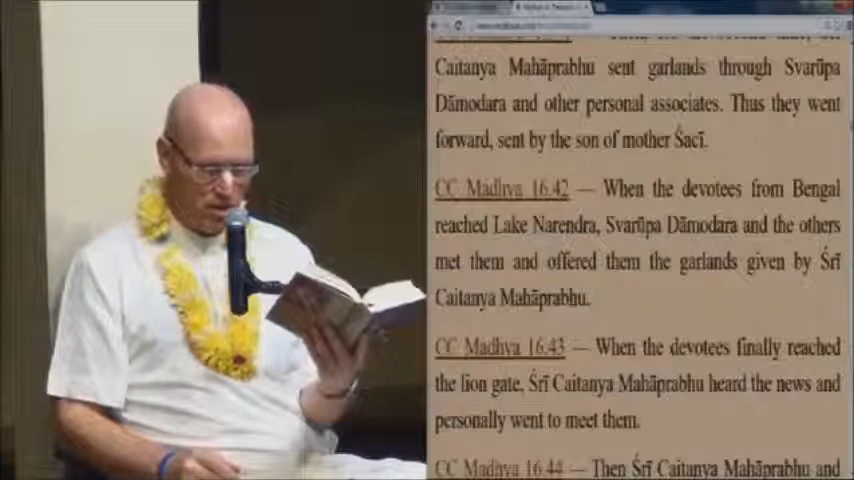 Caitanya Mahāprabhu sent garlands through Svarūpa
Dāmodara and other personal associates. Thus they went
forward, sent by the son of mother Śacī.
CC Madhya 16.42 — When the devotees from Bengal
reached Lake Narendra, Svarūpa Dāmodara and the others
met them and offered them the garlands given by Śrī
Caitanya Mahāprabhu.
CC Madhya 16.43 — When the devotees finally reached
the lion gate, Śrī Caitanya Mahāprabhu heard the news and
personally went to meet them.
CC Madhya 16.44 — Then Śrī Caitanya Mahāprabhu and